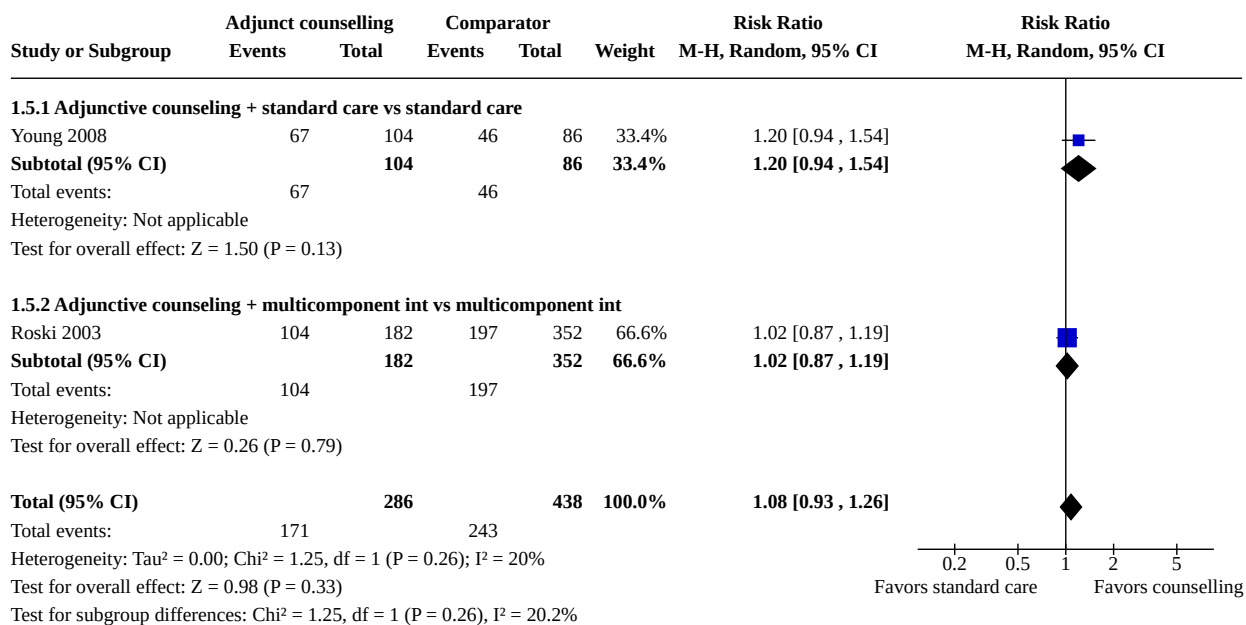 Adjunct counselling Comparator Risk Ratio Risk Ratio
Study or Subgroup Events Total Events Total Weight M-H, Random, 95% CI M-H, Random, 95% CI
1.5.1 Adjunctive counseling + standard care vs standard care
Young 2008 67 104 46 86 33.4% 1.20 [0.94 , 1.54]
Subtotal (95% CI) 104 86 33.4% 1.20 [0.94 , 1.54]
Total events: 67 46
Heterogeneity: Not applicable
Test for overall effect: Z = 1.50 (P = 0.13)
1.5.2 Adjunctive counseling + multicomponent int vs multicomponent int
Roski 2003 104 182 197 352 66.6% 1.02 [0.87 , 1.19]
Subtotal (95% CI) 182 352 66.6% 1.02 [0.87 , 1.19]
Total events: 104 197
Heterogeneity: Not applicable
Test for overall effect: Z = 0.26 (P = 0.79)
Total (95% CI) 286 438 100.0% 1.08 [0.93 , 1.26]
Total events: 171 243
Heterogeneity: Tau² = 0.00; Chi² = 1.25, df = 1 (P = 0.26); I² = 20%
0.2 0.5 1 2 5
Test for overall effect: Z = 0.98 (P = 0.33)
Favors standard care Favors counselling
Test for subgroup differences: Chi² = 1.25, df = 1 (P = 0.26), I² = 20.2%